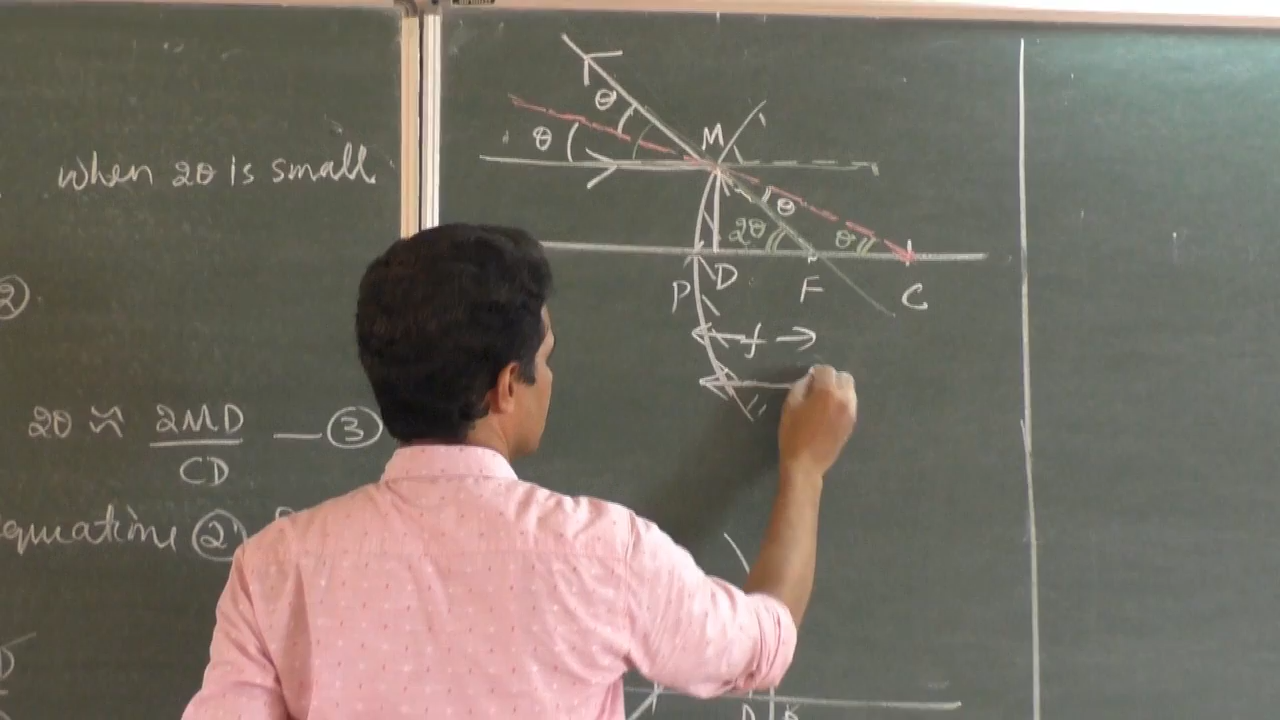 when 2θ is small
②
2θ ≈ 2MD/CD — ③
equation ②
θ
θ M
θ
2θ θ
P D F C
f